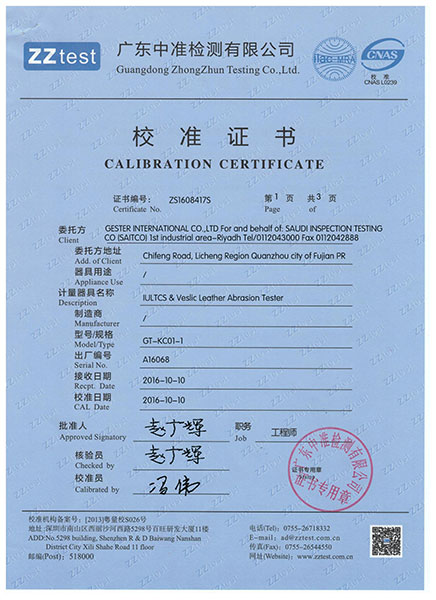 ZZtest
广东中准检测有限公司
Guangdong ZhongZhun Testing Co.,Ltd.
ilac-MRA
CNAS
校 准
CNAS L0239
校 准 证 书
CALIBRATION CERTIFICATE
证书编号: ZS1608417S 第 1 页 共 3 页
Certificate No. Page of
委托方 GESTER INTERNATIONAL CO.,LTD For and behalf of: SAUDI INSPECTION TESTING
Client CO (SAITCO) 1st industrial area-Riyadh Tel/0112043000 Fax 0112042888
委托方地址 Chifeng Road, Licheng Region Quanzhou city of Fujian PR
Add. of Client
器具用途 /
Appliance Use
计量器具名称 IULTCS & Veslic Leather Abrasion Tester
Description
制造商 /
Manufacturer
型号/规格 GT-KC01-1
Model/Type
出厂编号 A16068
Serial No.
接收日期 2016-10-10
Recpt. Date
校准日期 2016-10-10
CAL Date
批准人 职务 工程师
Approved Signatory Job
核验员
Checked by
校准员
Calibrated by
广东中准检测有限公司
证书专用章
证书专用章
校准机构备案号: [2013]粤量校S026号
地址:深圳市南山区西丽沙河西路5298号百旺研发大厦11楼
ADD:No.5298 building, Shenzhen R & D Baiwang Nanshan
District City Xili Shahe Road 11 floor
邮编(Post): 518000
电话(Tel): 0755-26718332
E-mail: ad@zztest.com.cn
传真(Fax): 0755-26544550
网址(Website): www.zztest.com.cn